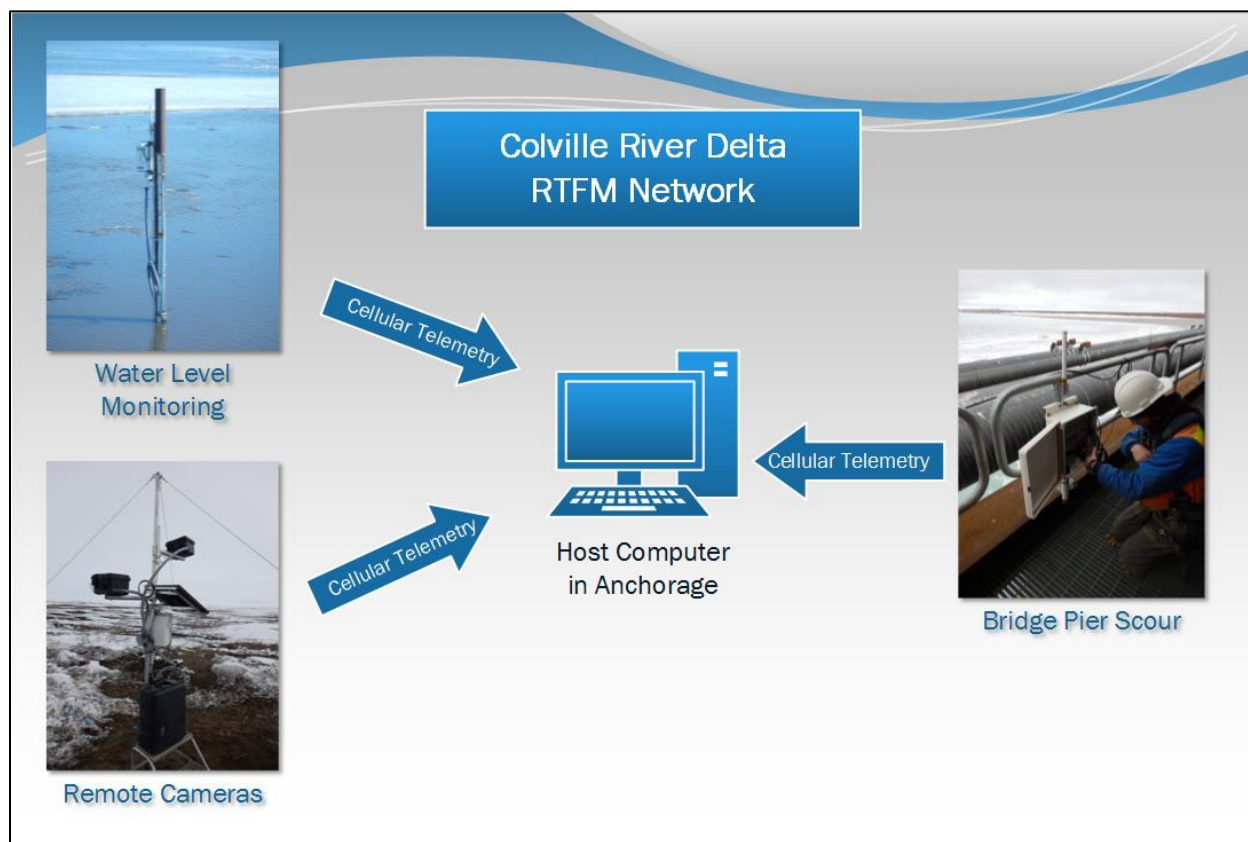 Colville River Delta
RTFM Network
Cellular Telemetry
Water Level
Monitoring
Cellular Telemetry
Cellular Telemetry
Host Computer
in Anchorage
Bridge Pier Scour
Remote Cameras